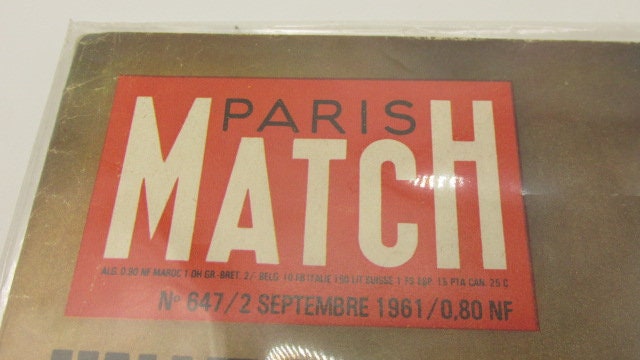 PARIS
MATCH
ALG. 0,80 NF MAROC 1 DH GR-BRET. 2/- BELG. 10 FB ITALIE 150 LIT SUISSE 1 FS ESP. 15 PTA CAN. 25 C
Nº 647/2 SEPTEMBRE 1961/0,80 NF